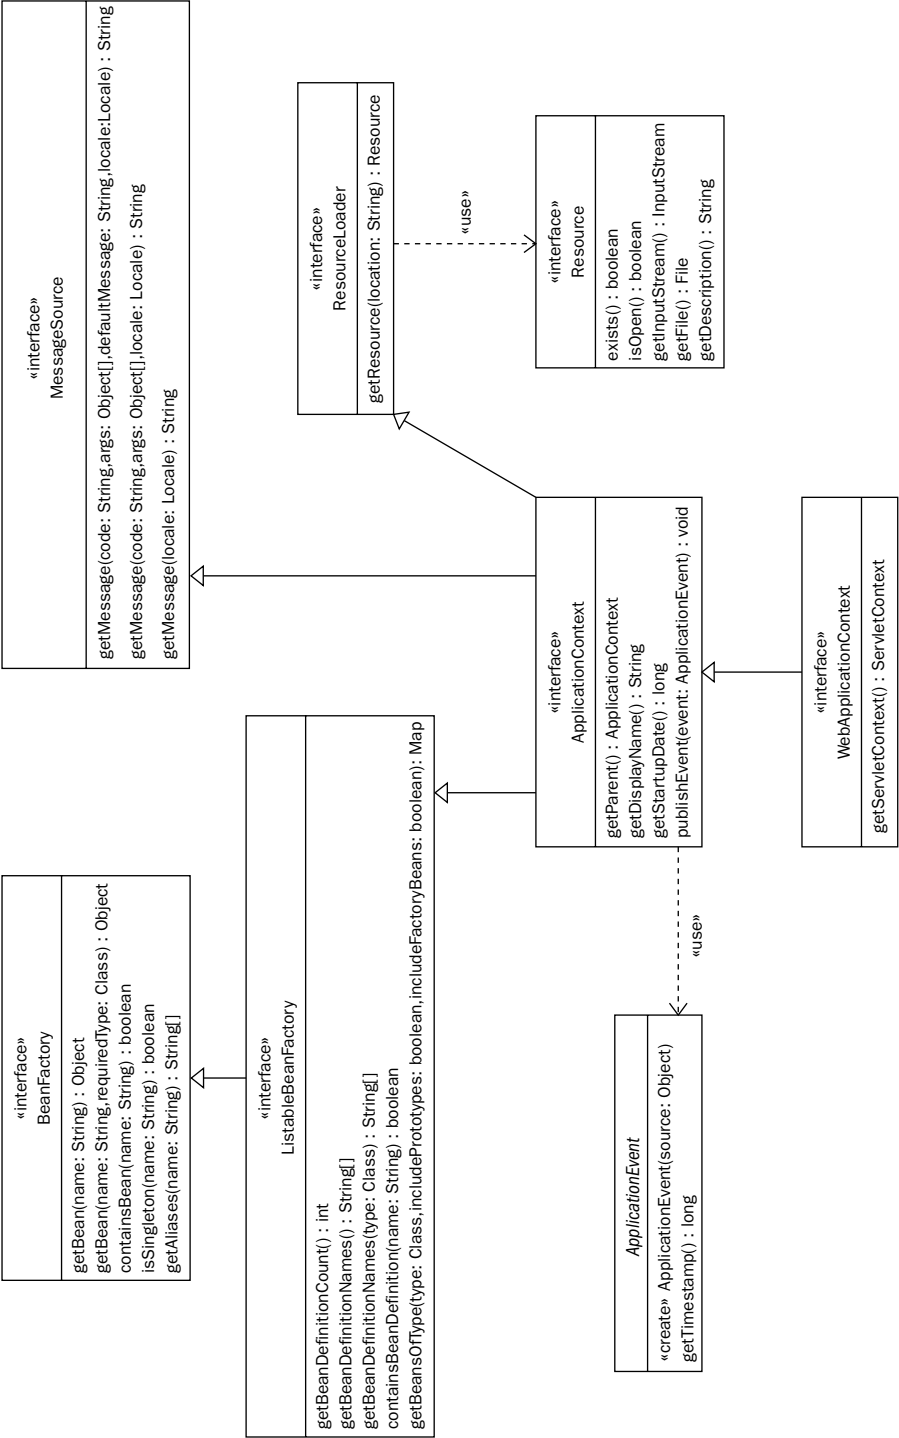 «interface»
BeanFactory
getBean(name: String) : Object
getBean(name: String,requiredType: Class) : Object
containsBean(name: String) : boolean
isSingleton(name: String) : boolean
getAliases(name: String) : String[]
«interface»
MessageSource
getMessage(code: String,args: Object[],defaultMessage: String,locale:Locale) : String
getMessage(code: String,args: Object[],locale: Locale) : String
getMessage(locale: Locale) : String
«interface»
ListableBeanFactory
getBeanDefinitionCount() : int
getBeanDefinitionNames() : String[]
getBeanDefinitionNames(type: Class) : String[]
containsBeanDefinition(name: String) : boolean
getBeansOfType(type: Class,includePrototypes: boolean,includeFactoryBeans: boolean): Map
«interface»
ResourceLoader
getResource(location: String) : Resource
«use»
«interface»
Resource
exists() : boolean
isOpen() : boolean
getInputStream() : InputStream
getFile() : File
getDescription() : String
«interface»
ApplicationContext
getParent() : ApplicationContext
getDisplayName() : String
getStartupDate() : long
publishEvent(event: ApplicationEvent) : void
«use»
ApplicationEvent
«create» ApplicationEvent(source: Object)
getTimestamp() : long
«interface»
WebApplicationContext
getServletContext() : ServletContext